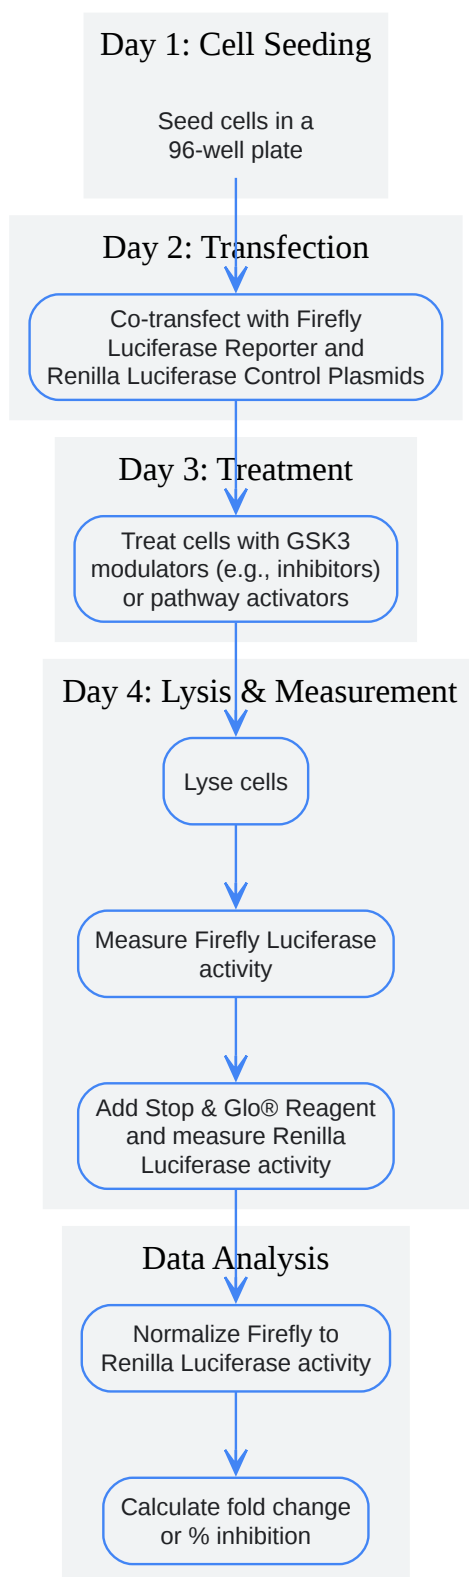 Day 1: Cell Seeding
Seed cells in a
96-well plate
Day 2: Transfection
Co-transfect with Firefly
Luciferase Reporter and
Renilla Luciferase Control Plasmids
Day 3: Treatment
Treat cells with GSK3
modulators (e.g., inhibitors)
or pathway activators
Day 4: Lysis & Measurement
Lyse cells
Measure Firefly Luciferase
activity
Add Stop & Glo® Reagent
and measure Renilla
Luciferase activity
Data Analysis
Normalize Firefly to
Renilla Luciferase activity
Calculate fold change
or % inhibition